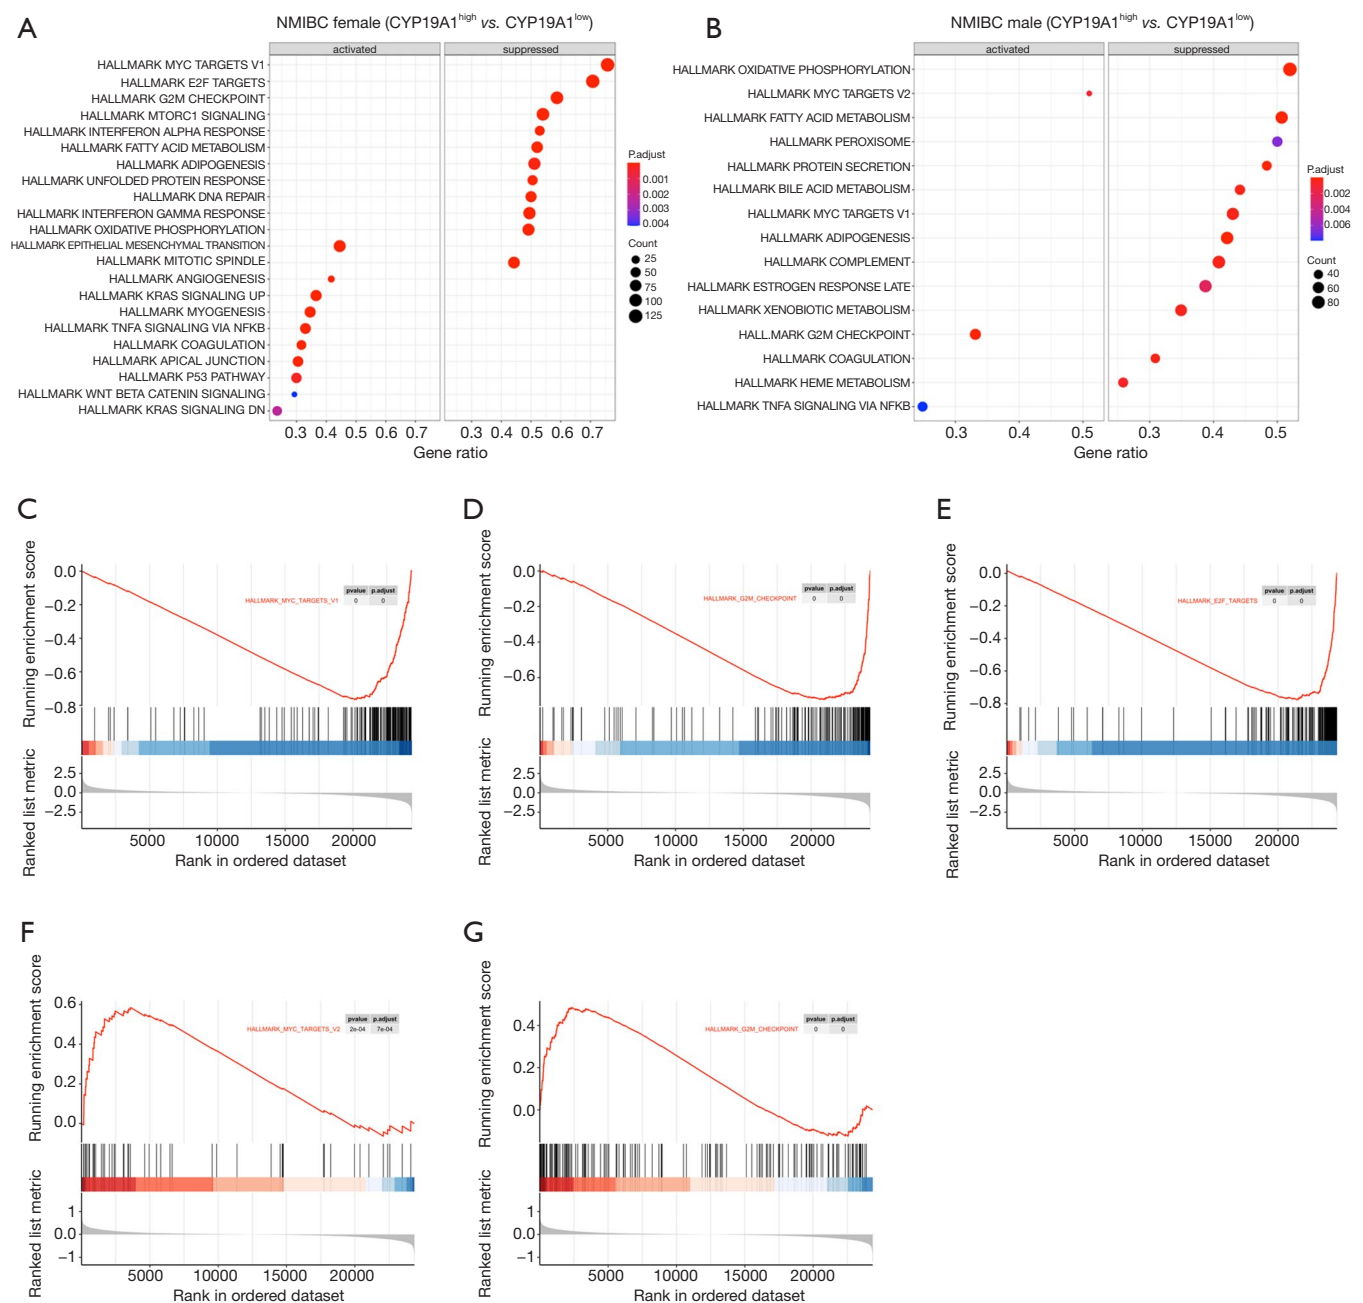 A
NMIBC female (CYP19A1high vs. CYP19A1low)
activated
suppressed
HALLMARK MYC TARGETS V1
HALLMARK E2F TARGETS
HALLMARK G2M CHECKPOINT
HALLMARK MTORC1 SIGNALING
HALLMARK INTERFERON ALPHA RESPONSE
HALLMARK FATTY ACID METABOLISM
HALLMARK ADIPOGENESIS
HALLMARK UNFOLDED PROTEIN RESPONSE
HALLMARK DNA REPAIR
HALLMARK INTERFERON GAMMA RESPONSE
HALLMARK OXIDATIVE PHOSPHORYLATION
HALLMARK EPITHELIAL MESENCHYMAL TRANSITION
HALLMARK MITOTIC SPINDLE
HALLMARK ANGIOGENESIS
HALLMARK KRAS SIGNALING UP
HALLMARK MYOGENESIS
HALLMARK TNFA SIGNALING VIA NFKB
HALLMARK COAGULATION
HALLMARK APICAL JUNCTION
HALLMARK P53 PATHWAY
HALLMARK WNT BETA CATENIN SIGNALING
HALLMARK KRAS SIGNALING DN
0.3 0.4 0.5 0.6 0.7
0.3 0.4 0.5 0.6 0.7
Gene ratio
P.adjust
0.001
0.002
0.003
0.004
Count
25
50
75
100
125
B
NMIBC male (CYP19A1high vs. CYP19A1low)
activated
suppressed
HALLMARK OXIDATIVE PHOSPHORYLATION
HALLMARK MYC TARGETS V2
HALLMARK FATTY ACID METABOLISM
HALLMARK PEROXISOME
HALLMARK PROTEIN SECRETION
HALLMARK BILE ACID METABOLISM
HALLMARK MYC TARGETS V1
HALLMARK ADIPOGENESIS
HALLMARK COMPLEMENT
HALLMARK ESTROGEN RESPONSE LATE
HALLMARK XENOBIOTIC METABOLISM
HALL.MARK G2M CHECKPOINT
HALLMARK COAGULATION
HALLMARK HEME METABOLISM
HALLMARK TNFA SIGNALING VIA NFKB
0.3 0.4 0.5
0.3 0.4 0.5
Gene ratio
P.adjust
0.002
0.004
0.006
Count
40
60
80
C
Running enrichment score
0.0
−0.2
−0.4
−0.6
−0.8
HALLMARK_MYC_TARGETS_V1
pvalue p.adjust
0 0
Ranked list metric
2.5
0.0
−2.5
5000 10000 15000 20000
Rank in ordered dataset
D
Running enrichment score
0.0
−0.2
−0.4
−0.6
HALLMARK_G2M_CHECKPOINT
pvalue p.adjust
0 0
Ranked list metric
2.5
0.0
−2.5
5000 10000 15000 20000
Rank in ordered dataset
E
Running enrichment score
0.0
−0.2
−0.4
−0.6
−0.8
HALLMARK_E2F_TARGETS
pvalue p.adjust
0 0
Ranked list metric
2.5
0.0
−2.5
5000 10000 15000 20000
Rank in ordered dataset
F
Running enrichment score
0.6
0.4
0.2
0.0
HALLMARK_MYC_TARGETS_V2
pvalue p.adjust
2e-04 7e-04
Ranked list metric
1
0.0
−1
5000 10000 15000 20000
Rank in ordered dataset
G
Running enrichment score
0.4
0.2
0.0
HALLMARK_G2M_CHECKPOINT
pvalue p.adjust
0 0
Ranked list metric
1
0.0
−1
5000 10000 15000 20000
Rank in ordered dataset